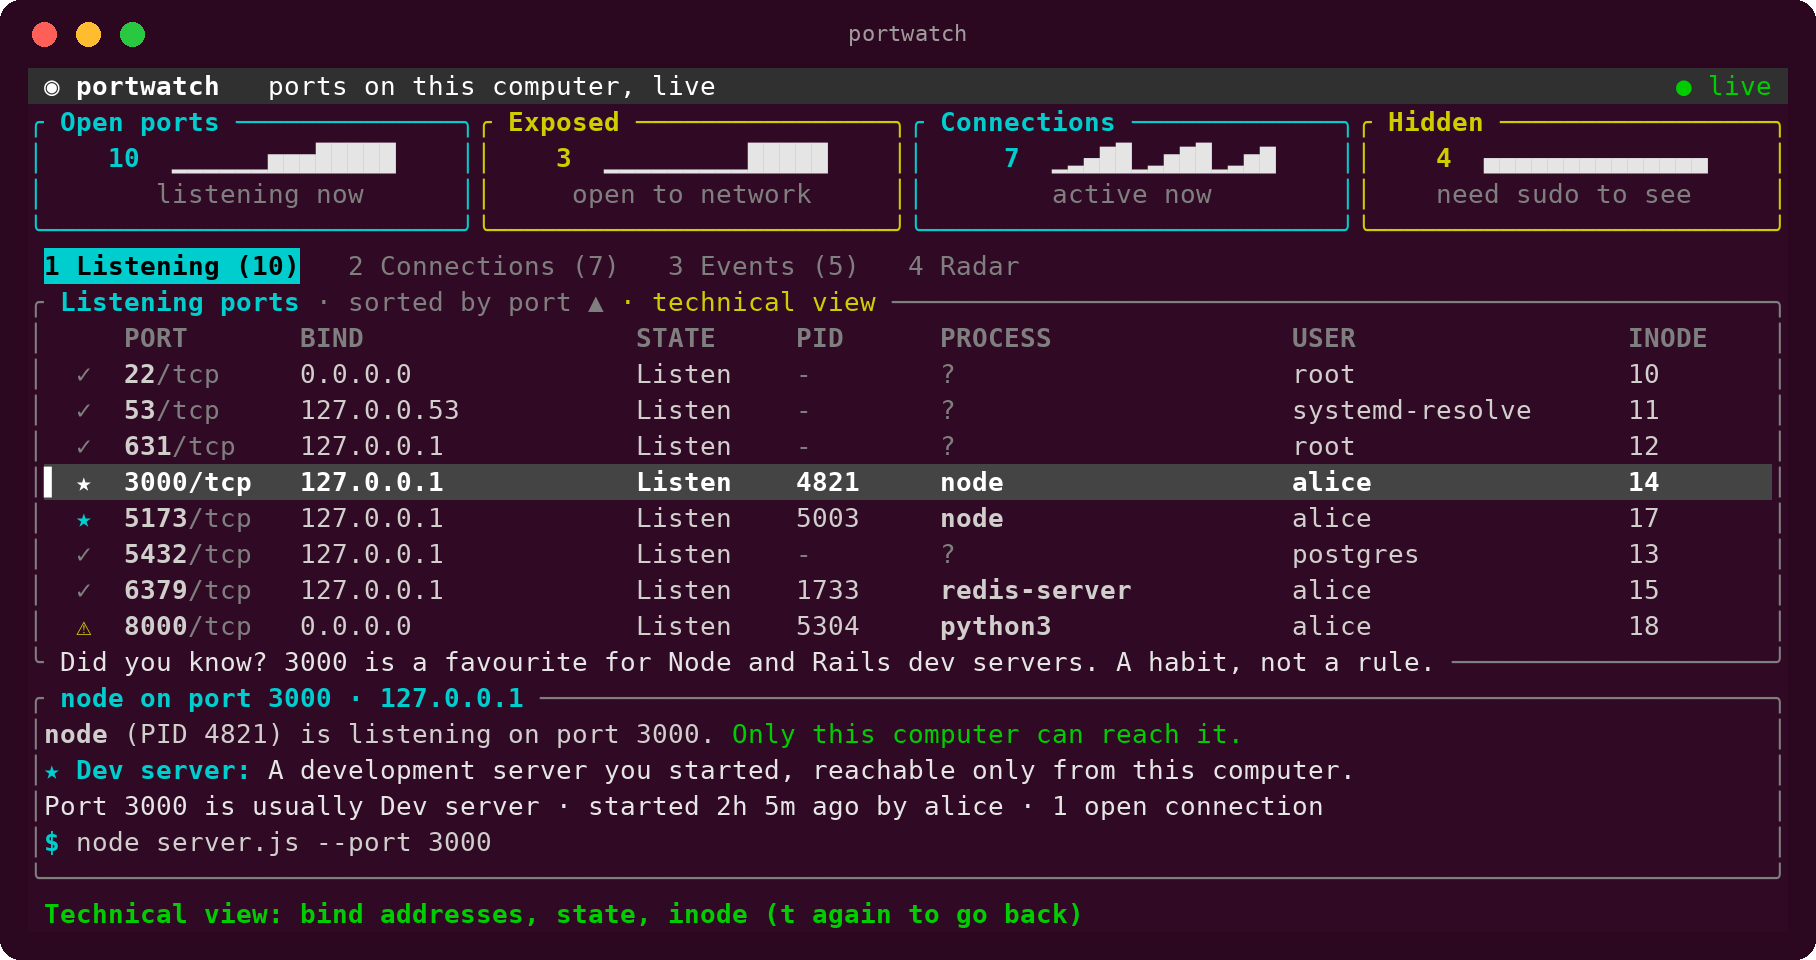 portwatch
◉ portwatch   ports on this computer, live   ● live
Open ports   Exposed   Connections   Hidden
10   3   7   4
listening now   open to network   active now   need sudo to see
1 Listening (10)   2 Connections (7)   3 Events (5)   4 Radar
Listening ports · sorted by port ▲ · technical view
PORT   BIND   STATE   PID   PROCESS   USER   INODE
✓ 22/tcp   0.0.0.0   Listen   -   ?   root   10
✓ 53/tcp   127.0.0.53   Listen   -   ?   systemd-resolve   11
✓ 631/tcp   127.0.0.1   Listen   -   ?   root   12
★ 3000/tcp   127.0.0.1   Listen   4821   node   alice   14
★ 5173/tcp   127.0.0.1   Listen   5003   node   alice   17
✓ 5432/tcp   127.0.0.1   Listen   -   ?   postgres   13
✓ 6379/tcp   127.0.0.1   Listen   1733   redis-server   alice   15
⚠ 8000/tcp   0.0.0.0   Listen   5304   python3   alice   18
Did you know? 3000 is a favourite for Node and Rails dev servers. A habit, not a rule.
node on port 3000 · 127.0.0.1
node (PID 4821) is listening on port 3000. Only this computer can reach it.
★ Dev server: A development server you started, reachable only from this computer.
Port 3000 is usually Dev server · started 2h 5m ago by alice · 1 open connection
$ node server.js --port 3000
Technical view: bind addresses, state, inode (t again to go back)